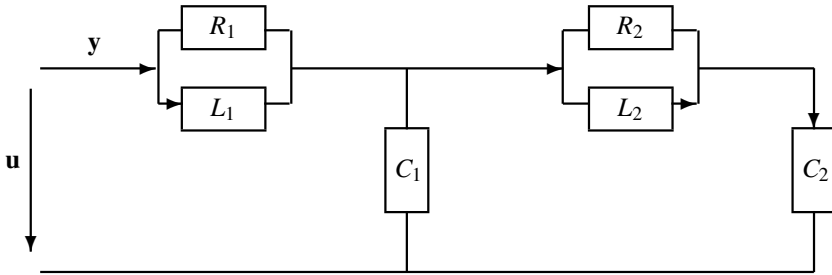 R₁
R₂
y
L₁
L₂
C₁
C₂
u